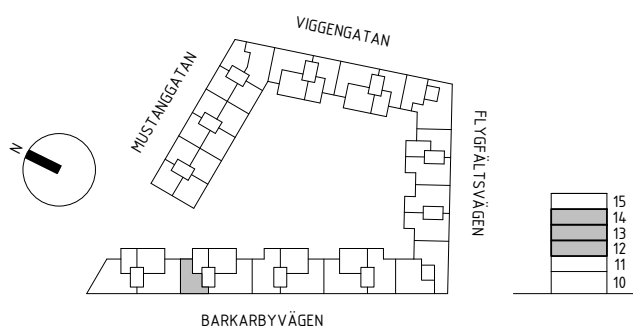 VIGGENGATAN
MUSTANGGATAN
FLYGFÄLTSVÄGEN
N
15
14
13
12
11
10
BARKARBYVÄGEN